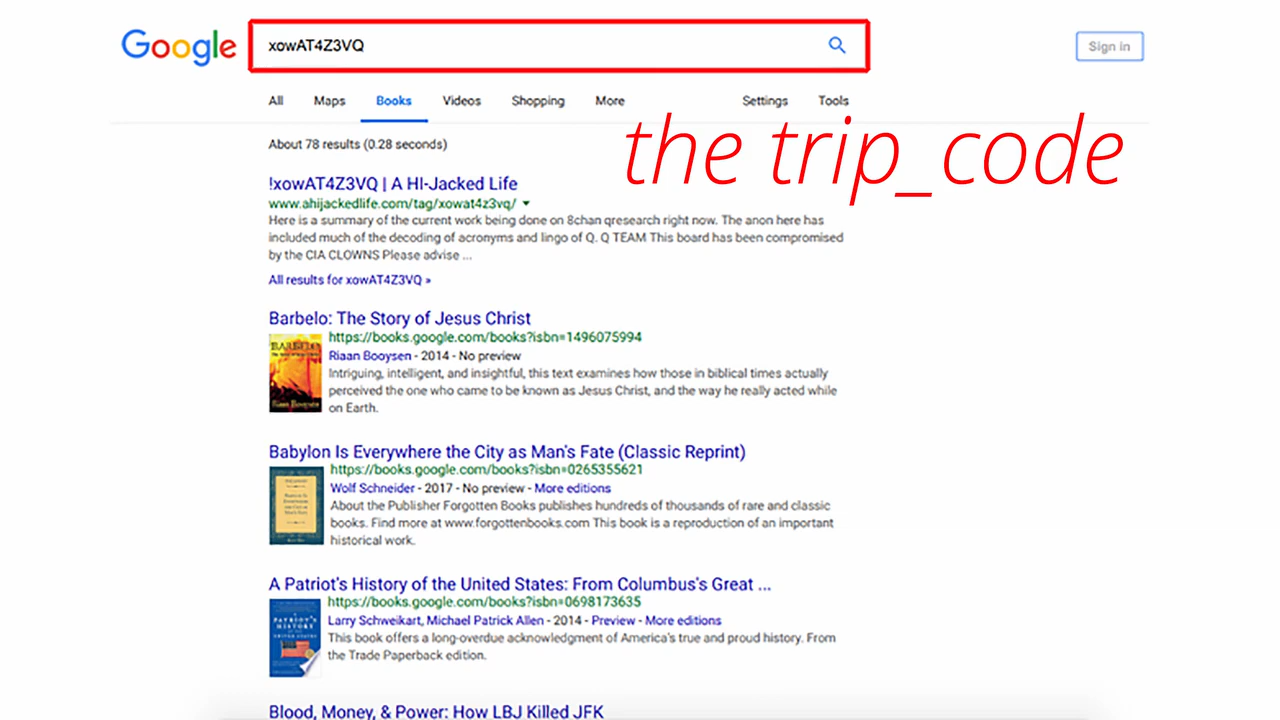 Google
xowAT4Z3VQ
Sign in
All Maps Books Videos Shopping More Settings Tools
the trip_code
About 78 results (0.28 seconds)
!xowAT4Z3VQ | A HI-Jacked Life
www.ahijackedlife.com/tag/xowat4z3vq/
Here is a summary of the current work being done on 8chan qresearch right now. The anon here has
included much of the decoding of acronyms and lingo of Q. Q TEAM This board has been compromised
by the CIA CLOWNS Please advise ...
All results for xowAT4Z3VQ »
Barbelo: The Story of Jesus Christ
https://books.google.com/books?isbn=1496075994
Riaan Booysen - 2014 - No preview
Intriguing, intelligent, and insightful, this text examines how those in biblical times actually
perceived the one who came to be known as Jesus Christ, and the way he really acted while
on Earth.
BARBELO
Riaan Booysen
Babylon Is Everywhere the City as Man's Fate (Classic Reprint)
https://books.google.com/books?isbn=0265355621
Wolf Schneider - 2017 - No preview - More editions
About the Publisher Forgotten Books publishes hundreds of thousands of rare and classic
books. Find more at www.forgottenbooks.com This book is a reproduction of an important
historical work.
A Patriot's History of the United States: From Columbus's Great ...
https://books.google.com/books?isbn=0698173635
Larry Schweikart, Michael Patrick Allen - 2014 - Preview - More editions
This book offers a long-overdue acknowledgment of America's true and proud history. From
the Trade Paperback edition.
A PATRIOT'S
HISTORY
Blood, Money, & Power: How LBJ Killed JFK